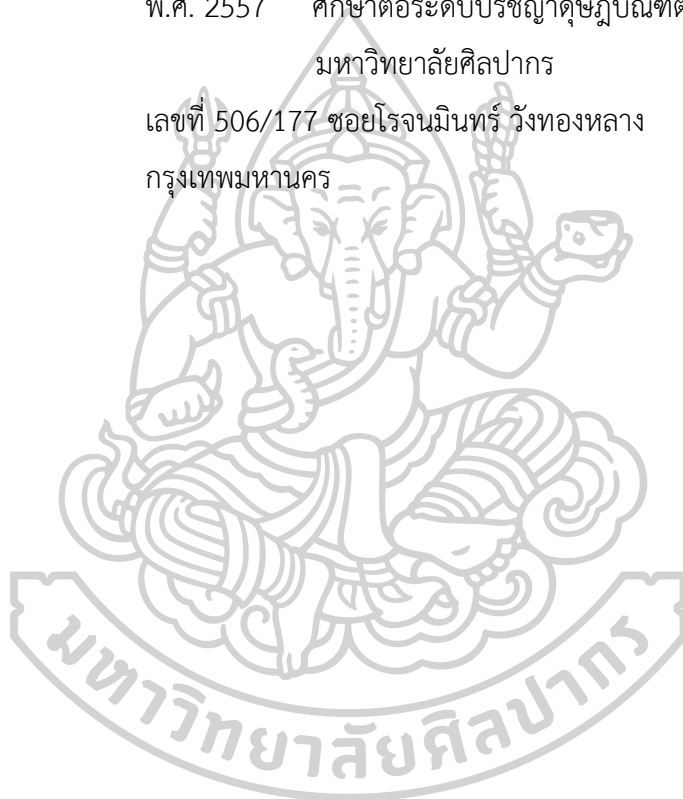 พ.ศ. 2557 ศึกษาต่อระดับปริญญาดุษฎีบัณฑิต
มหาวิทยาลัยศิลปากร
เลขที่ 506/177 ซอยโรจนมินทร์ วังทองหลาง
กรุงเทพมหานคร
มหาวิทยาลัยศิลปากร